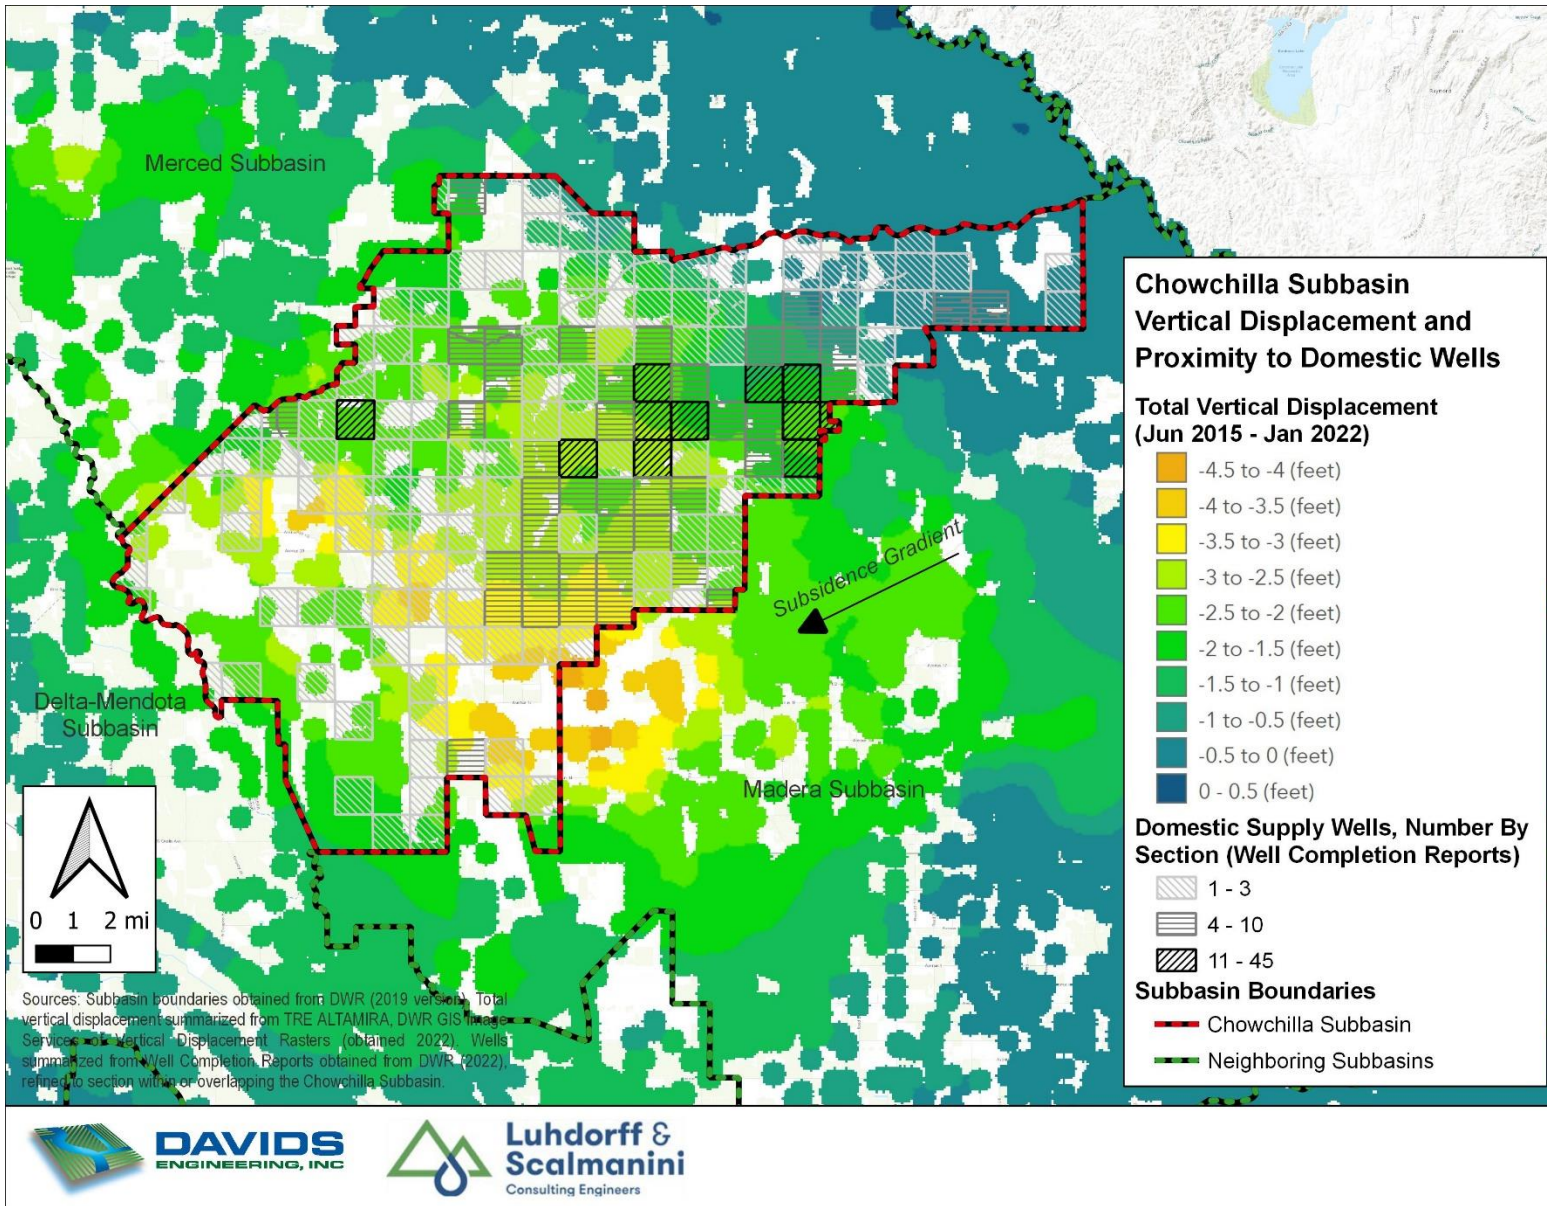 Merced Subbasin
Chowchilla Subbasin
Vertical Displacement and
Proximity to Domestic Wells
Total Vertical Displacement
(Jun 2015 - Jan 2022)
-4.5 to -4 (feet)
-4 to -3.5 (feet)
-3.5 to -3 (feet)
-3 to -2.5 (feet)
-2.5 to -2 (feet)
-2 to -1.5 (feet)
-1.5 to -1 (feet)
-1 to -0.5 (feet)
-0.5 to 0 (feet)
0 - 0.5 (feet)
Domestic Supply Wells, Number By
Section (Well Completion Reports)
1 - 3
4 - 10
11 - 45
Subbasin Boundaries
Chowchilla Subbasin
Neighboring Subbasins
Subsidence Gradient
Delta-Mendota
Subbasin
Madera Subbasin
0 1 2 mi
Sources: Subbasin boundaries obtained from DWR (2019 version). Total
vertical displacement summarized from TRE ALTAMIRA, DWR GIS Image
Services of Vertical Displacement Rasters (obtained 2022). Wells
summarized from Well Completion Reports obtained from DWR (2022),
refined to section within or overlapping the Chowchilla Subbasin.
DAVIDS
ENGINEERING, INC
Luhdorff &
Scalmanini
Consulting Engineers